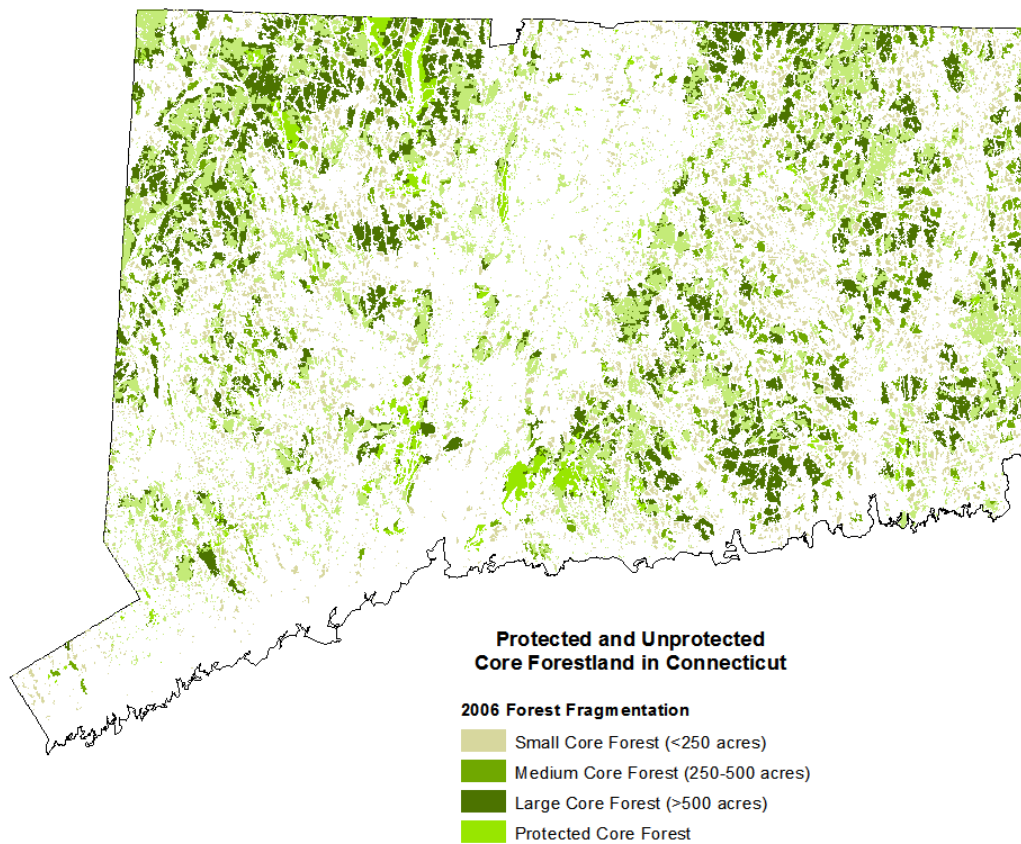 Protected and Unprotected
Core Forestland in Connecticut
2006 Forest Fragmentation
Small Core Forest (<250 acres)
Medium Core Forest (250-500 acres)
Large Core Forest (>500 acres)
Protected Core Forest